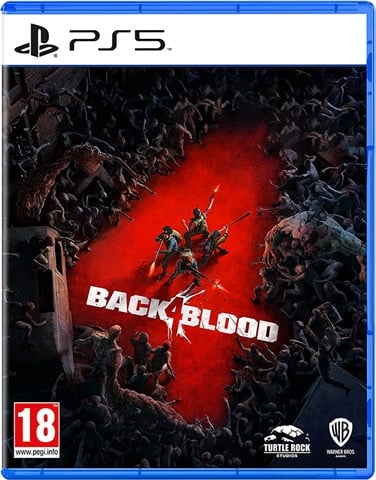 PS5
BACK 4 BLOOD
18
www.pegi.info
TURTLE ROCK
STUDIOS
WB
WARNER BROS.
GAMES